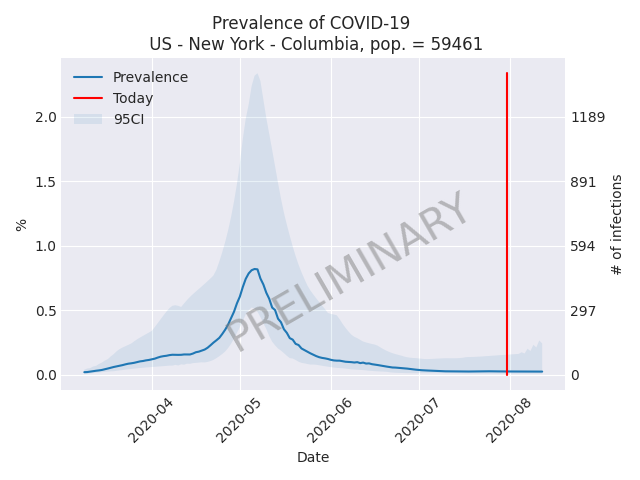 Prevalence of COVID-19
US - New York - Columbia, pop. = 59461
Prevalence
Today
95CI
2.0
1.5
1.0
0.5
0.0
%
1189
891
594
297
0
# of infections
PRELIMINARY
2020-04
2020-05
2020-06
2020-07
2020-08
Date